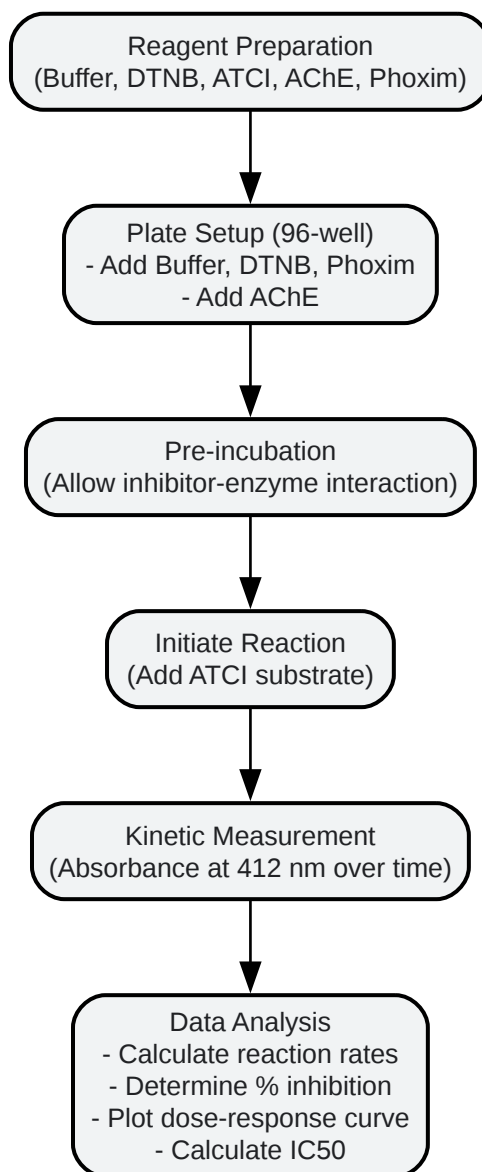 Reagent Preparation
(Buffer, DTNB, ATCI, AChE, Phoxim)
Plate Setup (96-well)
- Add Buffer, DTNB, Phoxim
- Add AChE
Pre-incubation
(Allow inhibitor-enzyme interaction)
Initiate Reaction
(Add ATCI substrate)
Kinetic Measurement
(Absorbance at 412 nm over time)
Data Analysis
- Calculate reaction rates
- Determine % inhibition
- Plot dose-response curve
- Calculate IC50